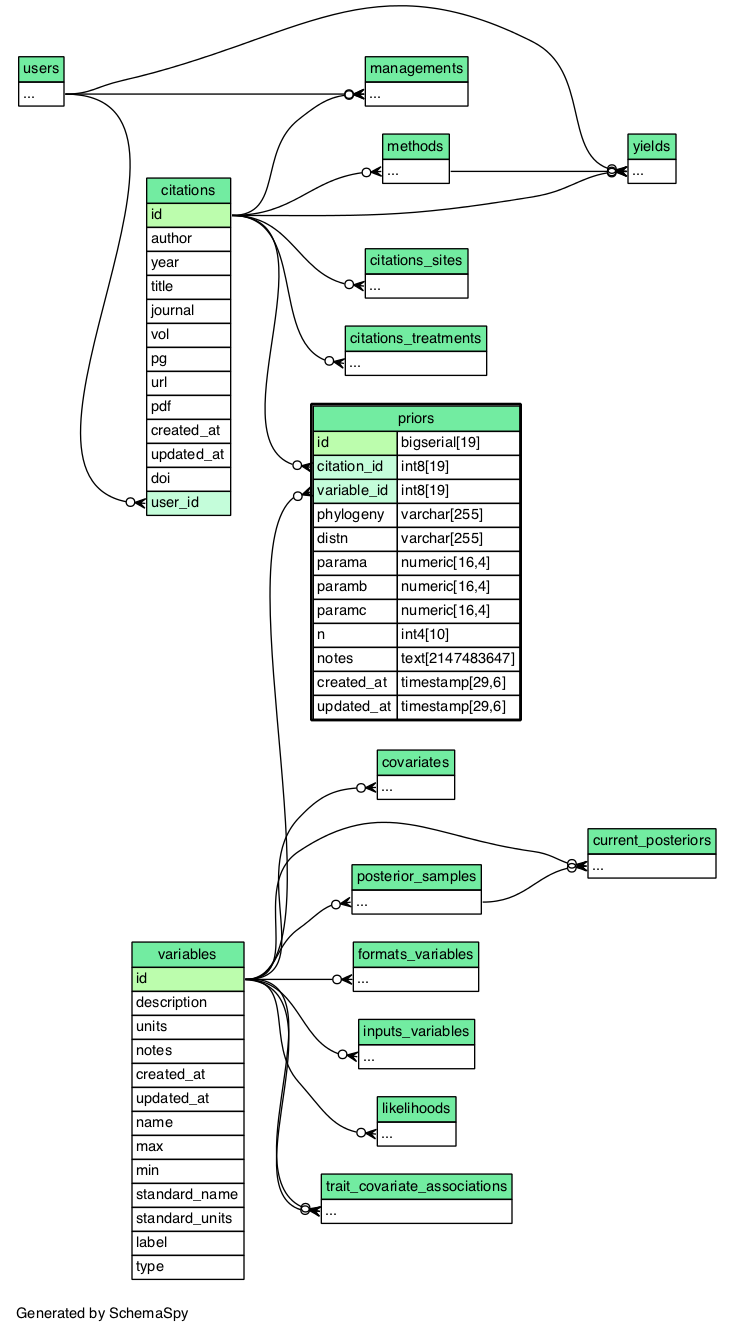 users
...
managements
...
methods
...
yields
...
citations
id
author
year
title
journal
vol
pg
url
pdf
created_at
updated_at
doi
user_id
citations_sites
...
citations_treatments
...
priors
id bigserial[19]
citation_id int8[19]
variable_id int8[19]
phylogeny varchar[255]
distn varchar[255]
parama numeric[16,4]
paramb numeric[16,4]
paramc numeric[16,4]
n int4[10]
notes text[2147483647]
created_at timestamp[29,6]
updated_at timestamp[29,6]
covariates
...
current_posteriors
...
posterior_samples
...
variables
id
description
units
notes
created_at
updated_at
name
max
min
standard_name
standard_units
label
type
formats_variables
...
inputs_variables
...
likelihoods
...
trait_covariate_associations
...
Generated by SchemaSpy